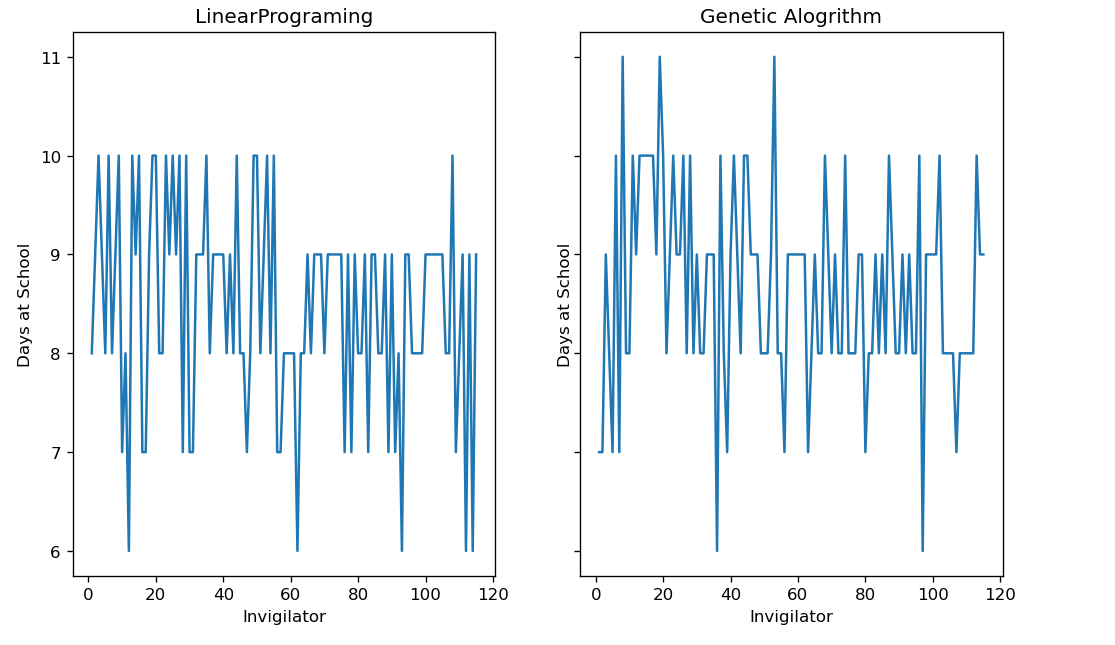 LinearPrograming
Genetic Alogrithm
11
10
9
8
7
6
Days at School
Days at School
0 20 40 60 80 100 120
0 20 40 60 80 100 120
Invigilator
Invigilator